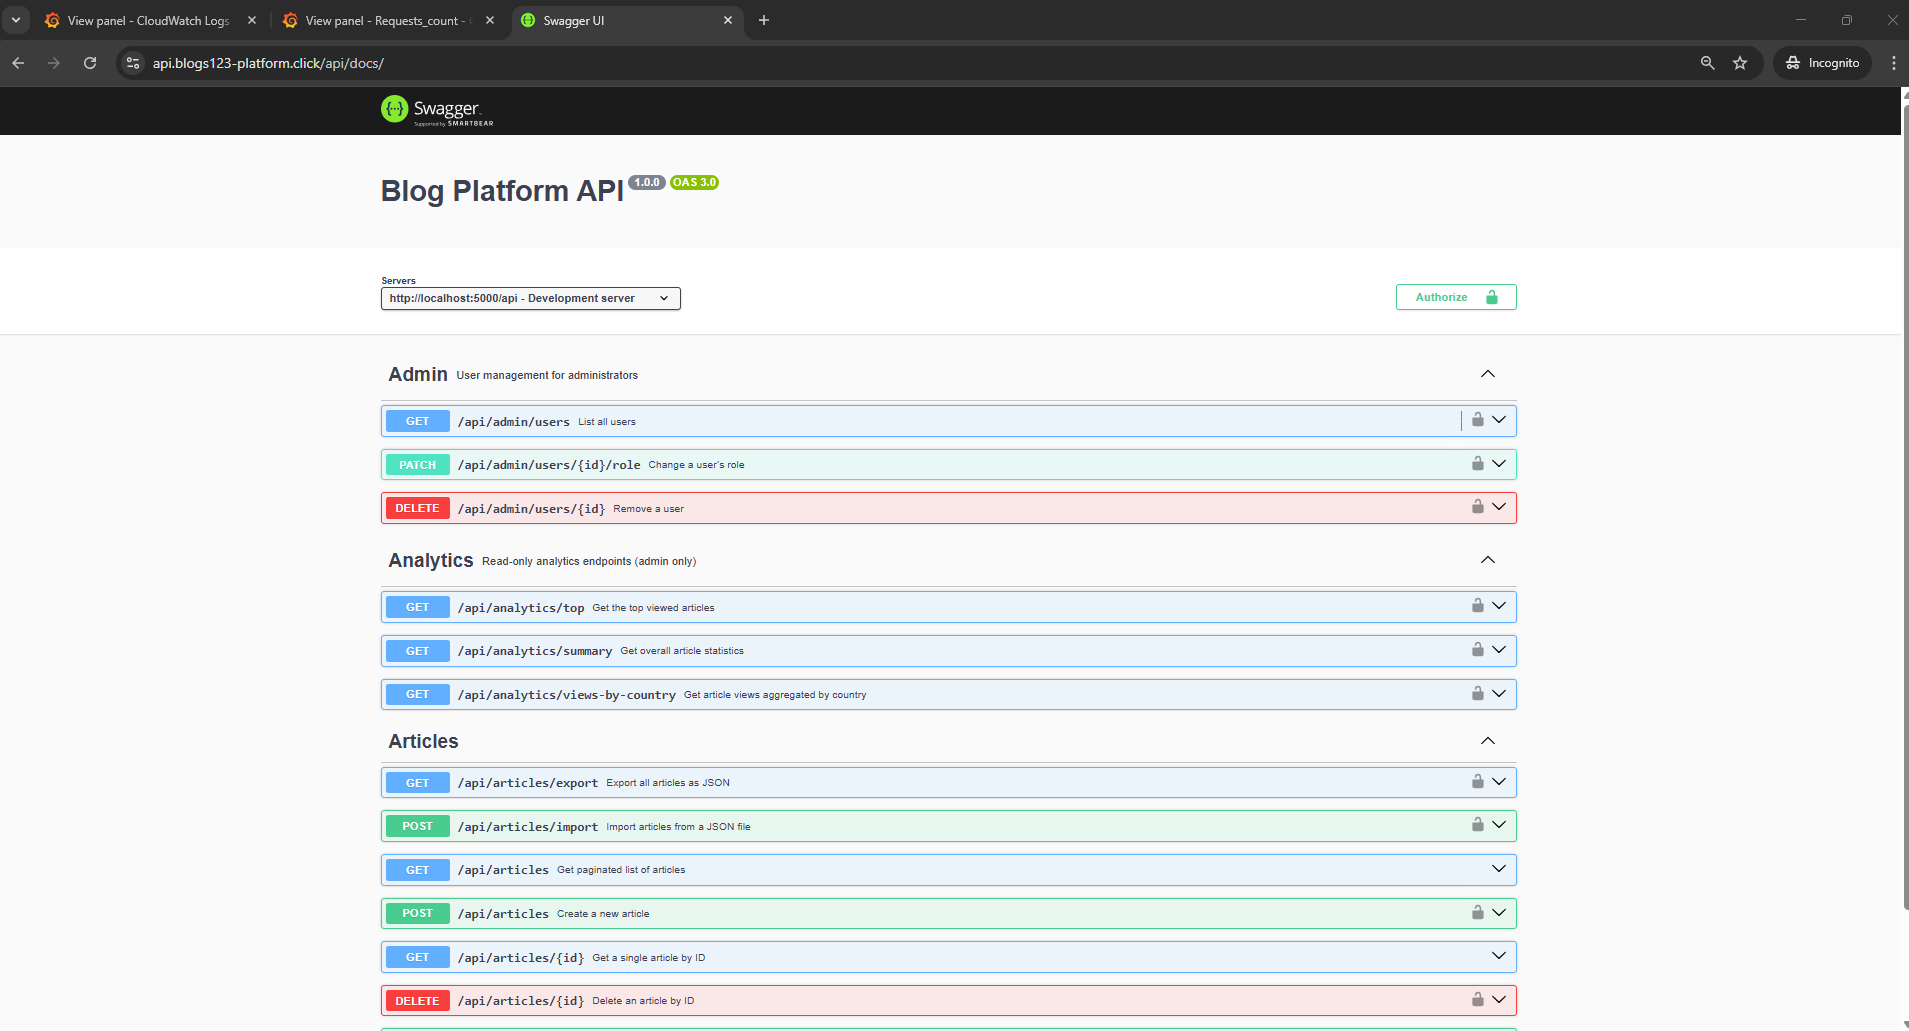 View panel - CloudWatch Logs
View panel - Requests_count -
Swagger UI
api.blogs123-platform.click/api/docs/
Incognito
Swagger
Supported by SMARTBEAR
Blog Platform API 1.0.0 OAS 3.0
Servers
http://localhost:5000/api - Development server
Authorize
Admin User management for administrators
GET /api/admin/users List all users
PATCH /api/admin/users/{id}/role Change a user's role
DELETE /api/admin/users/{id} Remove a user
Analytics Read-only analytics endpoints (admin only)
GET /api/analytics/top Get the top viewed articles
GET /api/analytics/summary Get overall article statistics
GET /api/analytics/views-by-country Get article views aggregated by country
Articles
GET /api/articles/export Export all articles as JSON
POST /api/articles/import Import articles from a JSON file
GET /api/articles Get paginated list of articles
POST /api/articles Create a new article
GET /api/articles/{id} Get a single article by ID
DELETE /api/articles/{id} Delete an article by ID